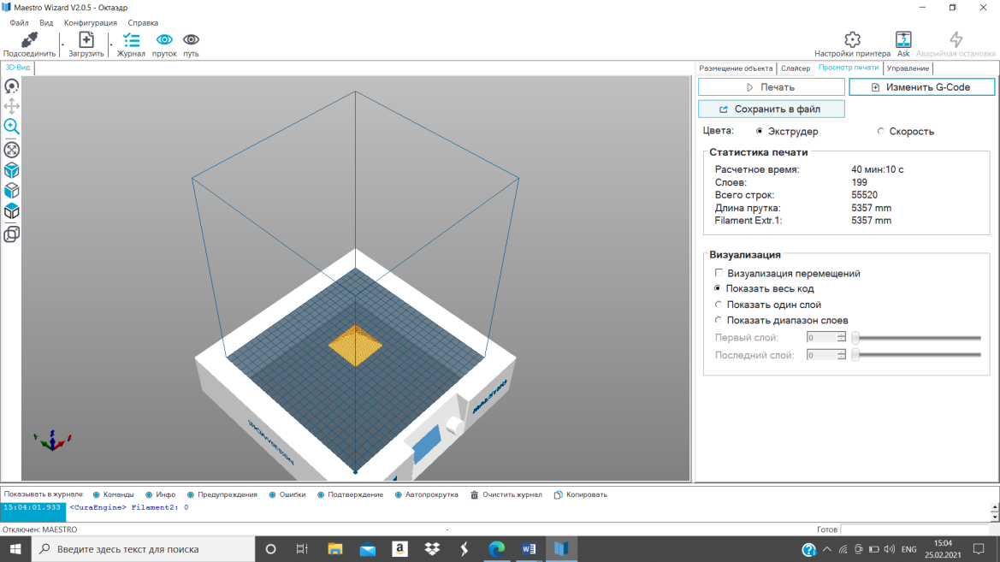 Maestro Wizard V2.0.5 - Октаэдр
Файл Вид Конфигурация Справка
Подсоединить Загрузить Журнал пруток путь Настройки принтера Ask Аварийная остановка
3D-Вид
Размещение объекта Слайсер Просмотр печати Управление
Печать Изменить G-Code
Сохранить в файл
Цвета: Экструдер Скорость
Статистика печати
Расчетное время: 40 мин:10 с
Слоев: 199
Всего строк: 55520
Длина прутка: 5357 mm
Filament Extr.1: 5357 mm
Визуализация
Визуализация перемещений
Показать весь код
Показать один слой
Показать диапазон слоев
Первый слой: 0
Последний слой: 0
Показывать в журнале: Команды Инфо Предупреждения Ошибки Подтверждение Автопрокрутка Очистить журнал Копировать
15:04:01.933 <CuraEngine> Filament2: 0
Отключен: MAESTRO - Готов
Введите здесь текст для поиска
ENG 15:04
25.02.2021